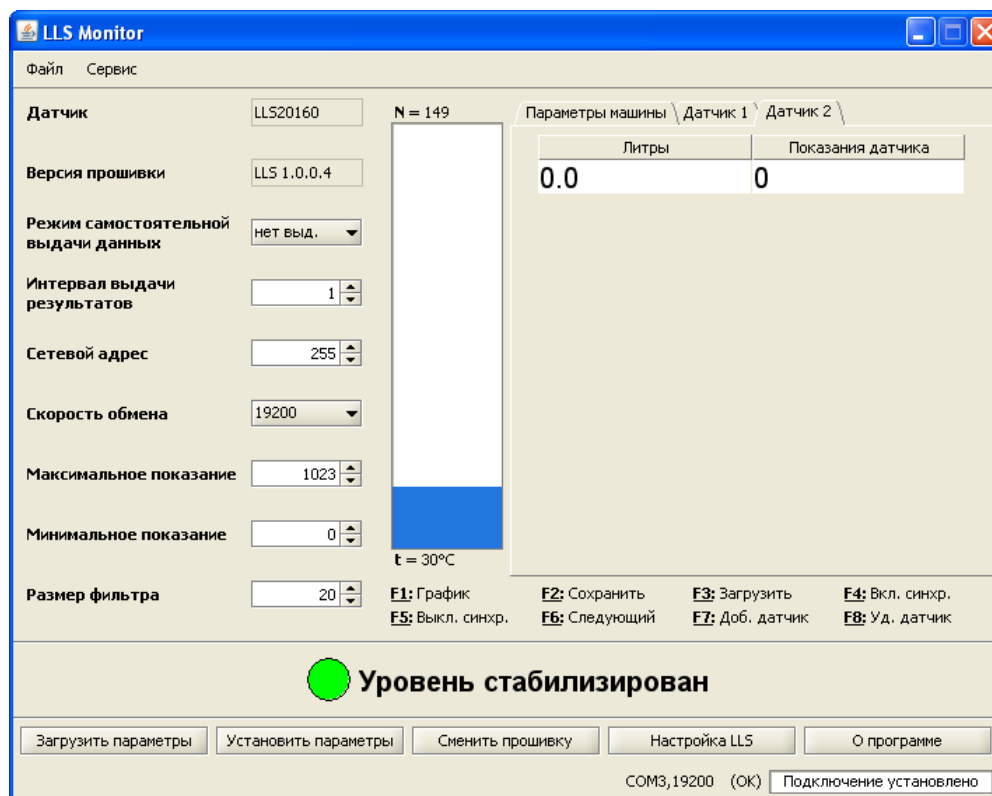 LLS Monitor
Файл Сервис
Датчик LLS20160
Версия прошивки LLS 1.0.0.4
Режим самостоятельной
выдачи данных нет выд.
Интервал выдачи
результатов 1
Сетевой адрес 255
Скорость обмена 19200
Максимальное показание 1023
Минимальное показание 0
Размер фильтра 20
N = 149
t = 30°C
Параметры машины Датчик 1 Датчик 2
Литры Показания датчика
0.0 0
F1: График F2: Сохранить F3: Загрузить F4: Вкл. синхр.
F5: Выкл. синхр. F6: Следующий F7: Доб. датчик F8: Уд. датчик
Уровень стабилизирован
Загрузить параметры Установить параметры Сменить прошивку Настройка LLS О программе
COM3,19200 (OK) Подключение установлено